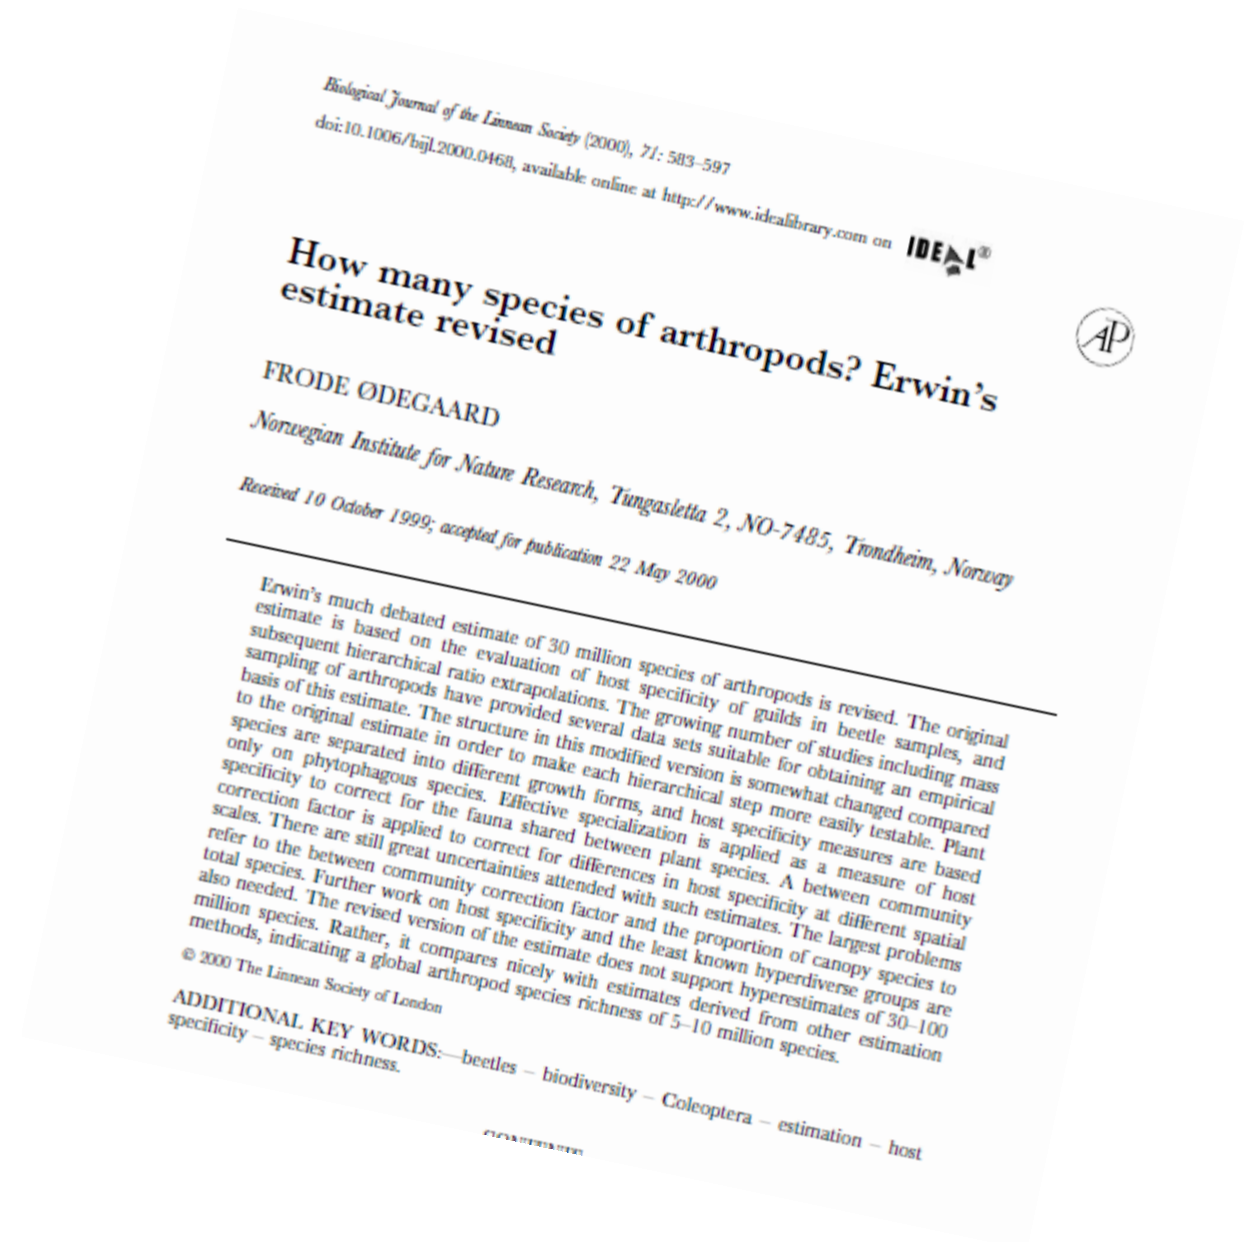 Biological Journal of the Linnean Society (2000), 71: 583–597
doi:10.1006/bijl.2000.0468, available online at http://www.idealibrary.com on IDEAL®
AP
How many species of arthropods? Erwin's
estimate revised
FRODE ØDEGAARD
Norwegian Institute for Nature Research, Tungasletta 2, NO-7485, Trondheim, Norway
Received 10 October 1999; accepted for publication 22 May 2000
Erwin's much debated estimate of 30 million species of arthropods is revised. The original
estimate is based on the evaluation of host specificity of guilds in beetle samples, and
subsequent hierarchical ratio extrapolations. The growing number of studies including mass
sampling of arthropods have provided several data sets suitable for obtaining an empirical
basis of this estimate. The structure in this modified version is somewhat changed compared
to the original estimate in order to make each hierarchical step more easily testable. Plant
species are separated into different growth forms, and host specificity measures are based
only on phytophagous species. Effective specialization is applied as a measure of host
specificity to correct for the fauna shared between plant species. A between community
correction factor is applied to correct for differences in host specificity at different spatial
scales. There are still great uncertainties attended with such estimates. The largest problems
refer to the between community correction factor and the proportion of canopy species to
total species. Further work on host specificity and the least known hyperdiverse groups are
also needed. The revised version of the estimate does not support hyperestimates of 30–100
million species. Rather, it compares nicely with estimates derived from other estimation
methods, indicating a global arthropod species richness of 5–10 million species.
© 2000 The Linnean Society of London
ADDITIONAL KEY WORDS:—beetles – biodiversity – Coleoptera – estimation – host
specificity – species richness.